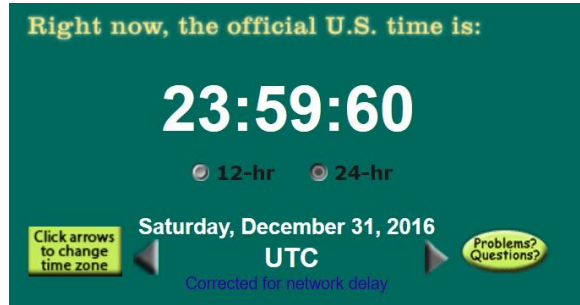 Right now, the official U.S. time is:
23:59:60
12-hr 24-hr
Saturday, December 31, 2016
Click arrows
to change
time zone
UTC
Problems?
Questions?
Corrected for network delay